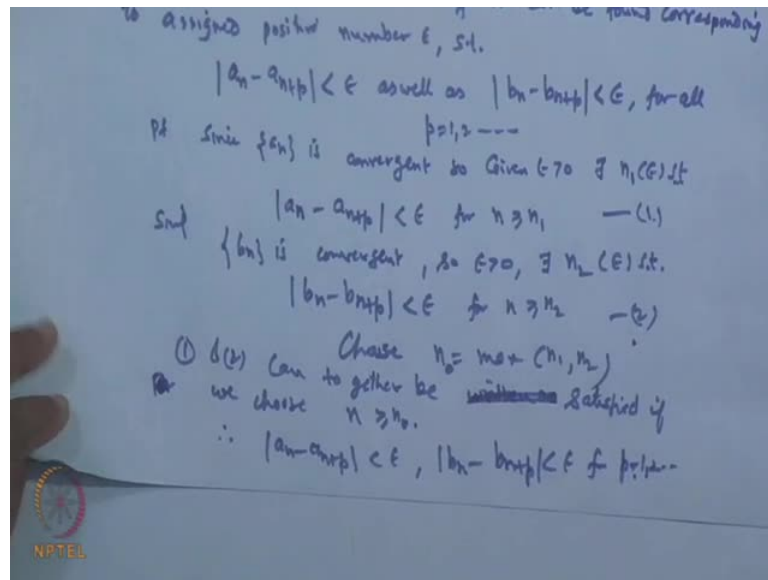 to assigned positive number ε, s.t.
|aₙ - aₙ₊ₚ| < ε as well as |bₙ - bₙ₊ₚ| < ε, for all
p=1,2 ----
Pf Since {aₙ} is convergent so Given ε>0 ∃ n₁(ε) s.t
|aₙ - aₙ₊ₚ| < ε for n ≥ n₁ —(1.)
{bₙ} is convergent, so ε>0, ∃ n₂ (ε) s.t.
|bₙ - bₙ₊ₚ| < ε for n ≥ n₂ —(2)
Choose n₀ = max (n₁, n₂)
① &(2) Can to gether be satisfied if
we choose n ≥ n₀.
∴ |aₙ - aₙ₊ₚ| < ε, |bₙ - bₙ₊ₚ| < ε for p=1,2--
NPTEL